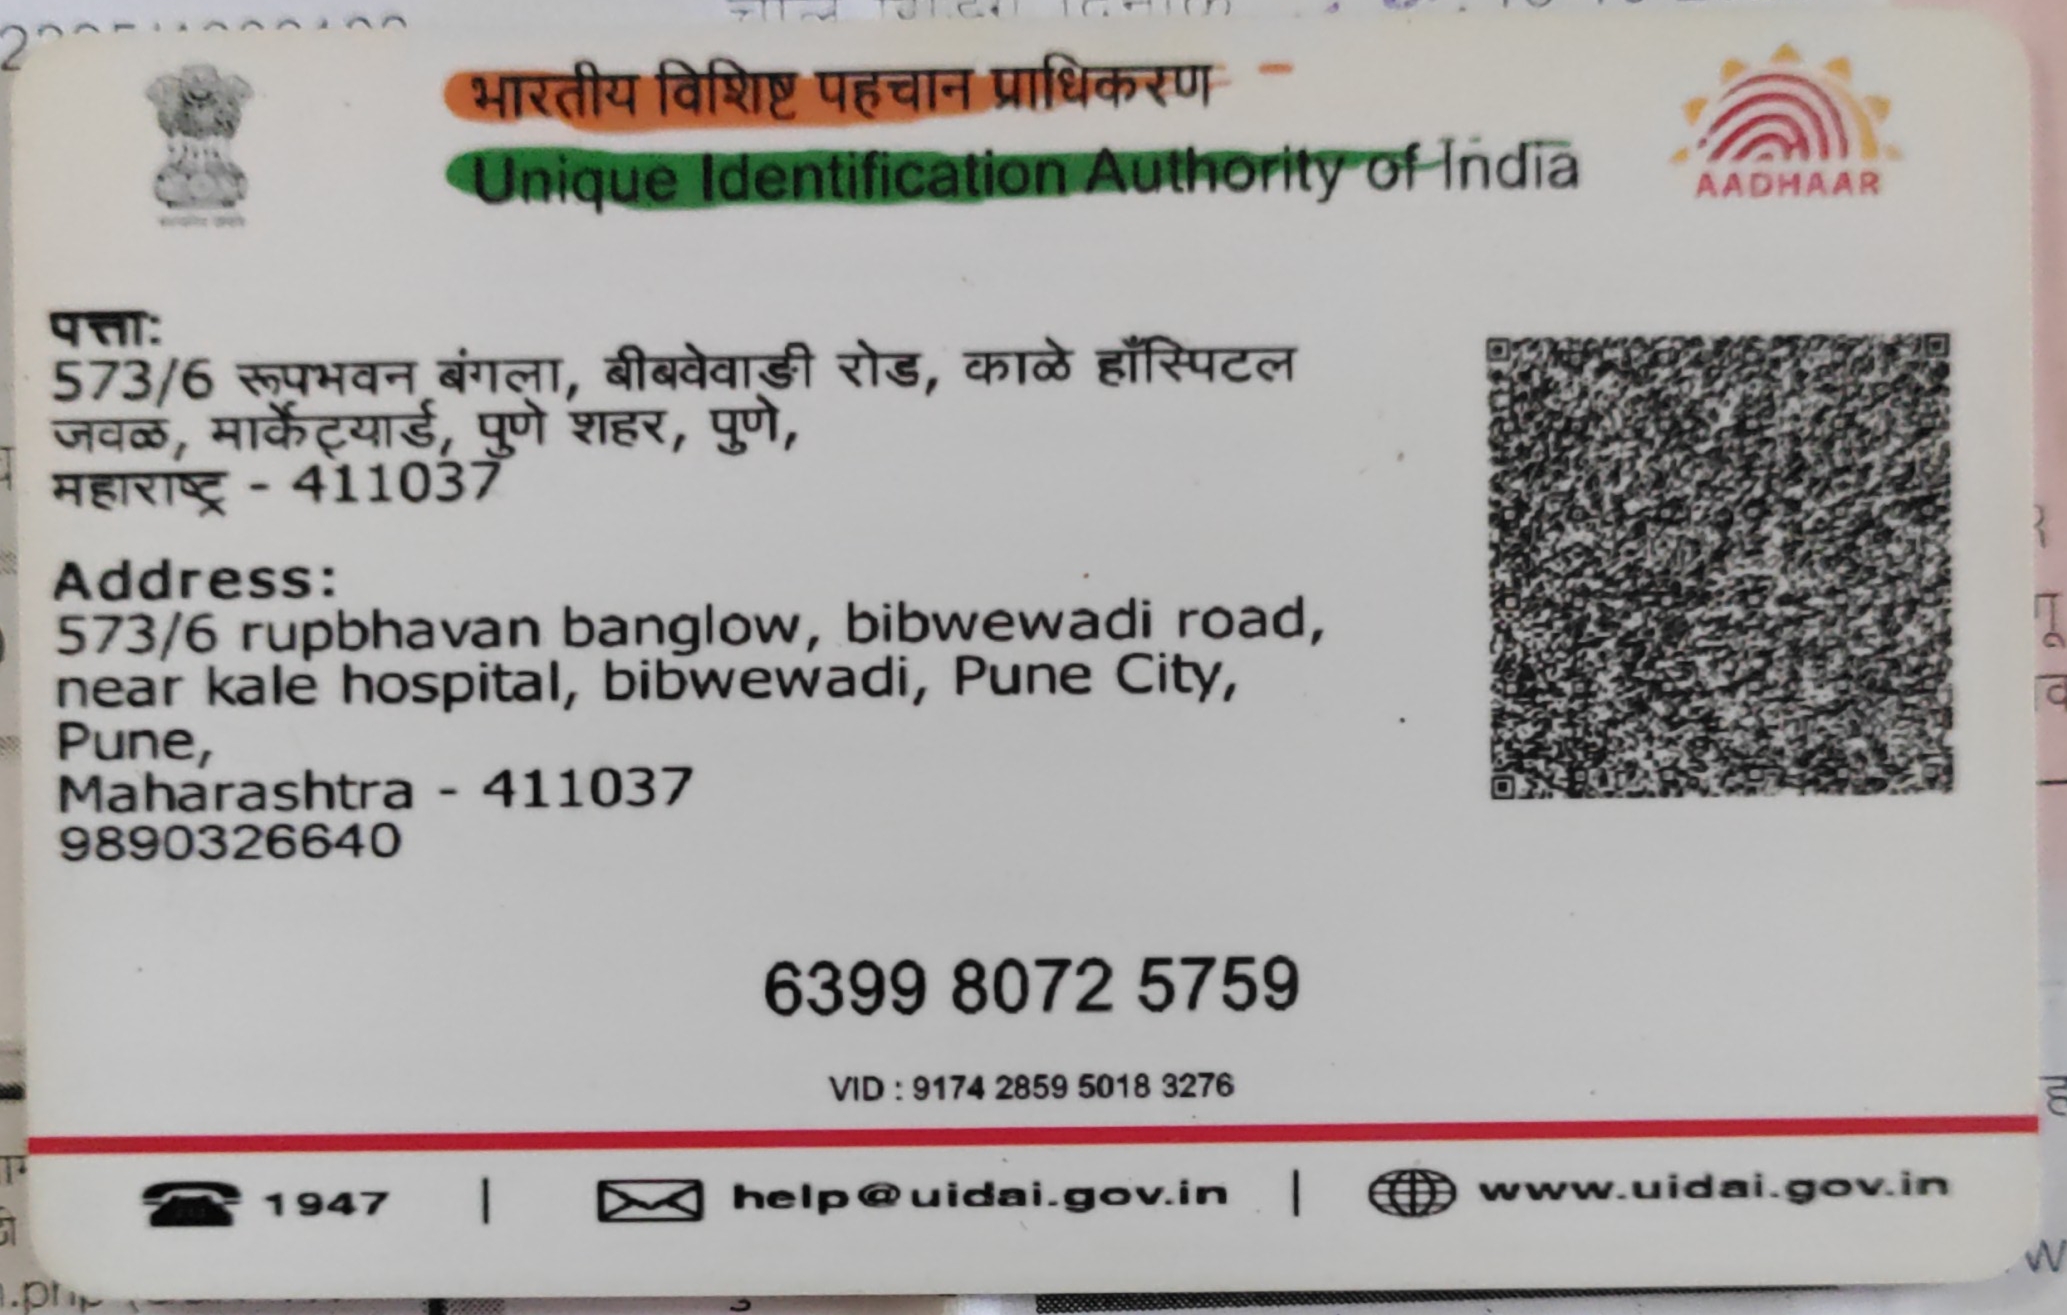 भारतीय विशिष्ट पहचान प्राधिकरण
Unique Identification Authority of India
AADHAAR
पत्ता:
573/6 रूपभवन बंगला, बीबवेवाडी रोड, काळे हॉस्पिटल
जवळ, मार्केट्यार्ड, पुणे शहर, पुणे,
महाराष्ट्र - 411037
Address:
573/6 rupbhavan banglow, bibwewadi road,
near kale hospital, bibwewadi, Pune City,
Pune,
Maharashtra - 411037
9890326640
6399 8072 5759
VID : 9174 2859 5018 3276
1947 | help@uidai.gov.in | www.uidai.gov.in